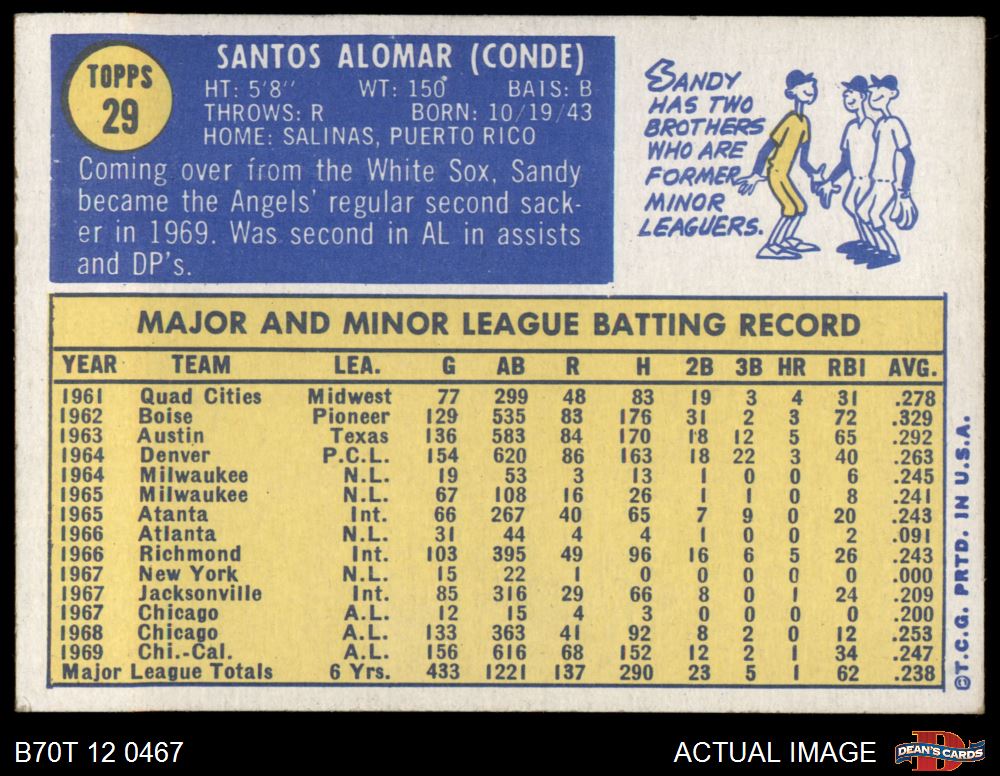 TOPPS
29
SANTOS ALOMAR (CONDE)
HT: 5'8" WT: 150 BATS: B
THROWS: R BORN: 10/19/43
HOME: SALINAS, PUERTO RICO
Coming over from the White Sox, Sandy
became the Angels' regular second sack-
er in 1969. Was second in AL in assists
and DP's.
SANDY
HAS TWO
BROTHERS
WHO ARE
FORMER
MINOR
LEAGUERS.
MAJOR AND MINOR LEAGUE BATTING RECORD
YEAR TEAM LEA. G AB R H 2B 3B HR RBI AVG.
1961 Quad Cities Midwest 77 299 48 83 19 3 4 31 .278
1962 Boise Pioneer 129 535 83 176 31 2 3 72 .329
1963 Austin Texas 136 583 84 170 18 12 5 65 .292
1964 Denver P.C.L. 154 620 86 163 18 22 3 40 .263
1964 Milwaukee N.L. 19 53 3 13 1 0 0 6 .245
1965 Milwaukee N.L. 67 108 16 26 1 1 0 8 .241
1965 Atanta Int. 66 267 40 65 7 9 0 20 .243
1966 Atlanta N.L. 31 44 4 4 1 0 0 2 .091
1966 Richmond Int. 103 395 49 96 16 6 5 26 .243
1967 New York N.L. 15 22 1 0 0 0 0 0 .000
1967 Jacksonville Int. 85 316 29 66 8 0 1 24 .209
1967 Chicago A.L. 12 15 4 3 0 0 0 0 .200
1968 Chicago A.L. 133 363 41 92 8 2 0 12 .253
1969 Chi.-Cal. A.L. 156 616 68 152 12 2 1 34 .247
Major League Totals 6 Yrs. 433 1221 137 290 23 5 1 62 .238
©T.C.G. PRTD. IN U.S.A.
B70T 12 0467
ACTUAL IMAGE
DEAN'S CARDS